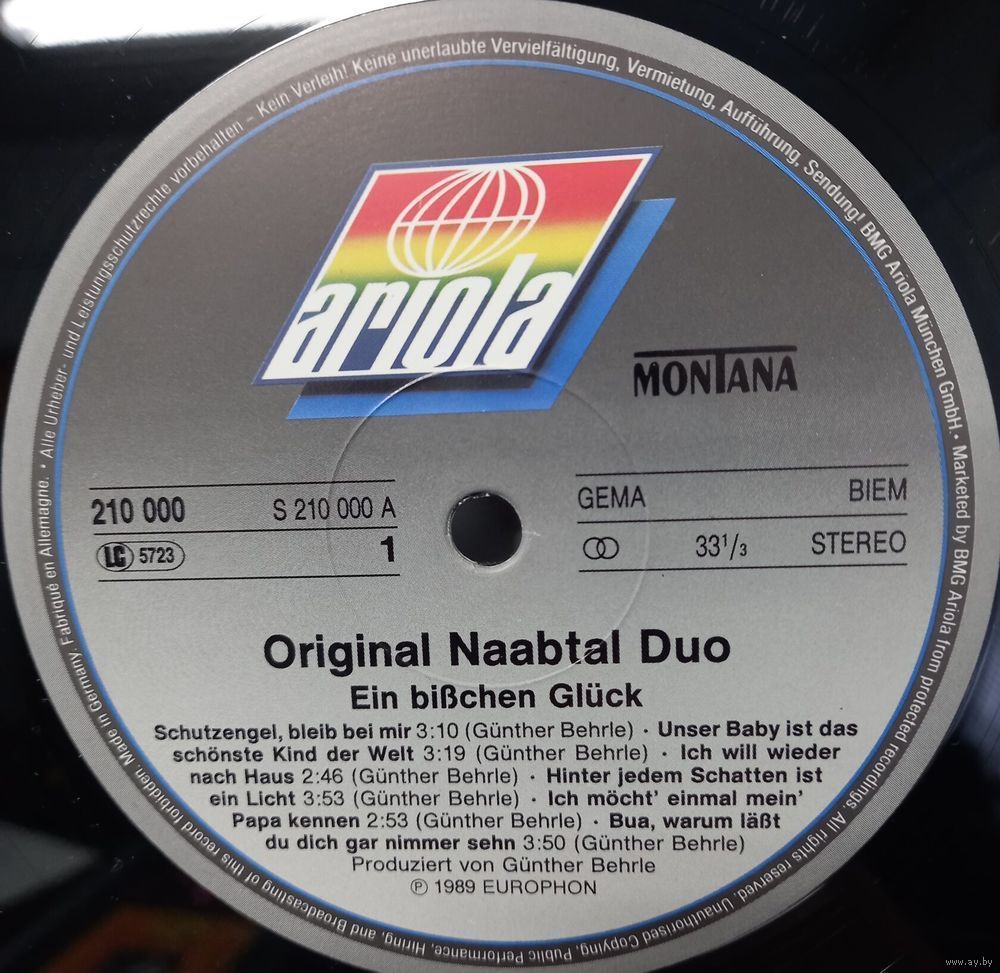 Alle Urheber- und Leistungsschutzrechte vorbehalten – Kein Verleih! Keine unerlaubte Vervielfältigung, Vermietung, Aufführung, Sendung! BMG Ariola München GmbH. • Marketed by BMG Ariola from protected recordings. All rights reserved. Unauthorised Copying, Public Performance, Hiring, and Broadcasting of this record forbidden. Made in Germany. Fabriqué en Allemagne. •
ariola
MONTANA
210 000 S 210 000 A
LC 5723 1
GEMA BIEM
33 1/3 STEREO
Original Naabtal Duo
Ein bißchen Glück
Schutzengel, bleib bei mir 3:10 (Günther Behrle) · Unser Baby ist das
schönste Kind der Welt 3:19 (Günther Behrle) · Ich will wieder
nach Haus 2:46 (Günther Behrle) · Hinter jedem Schatten ist
ein Licht 3:53 (Günther Behrle) · Ich möcht' einmal mein'
Papa kennen 2:53 (Günther Behrle) · Bua, warum läßt
du dich gar nimmer sehn 3:50 (Günther Behrle)
Produziert von Günther Behrle
℗ 1989 EUROPHON
www.ay.by